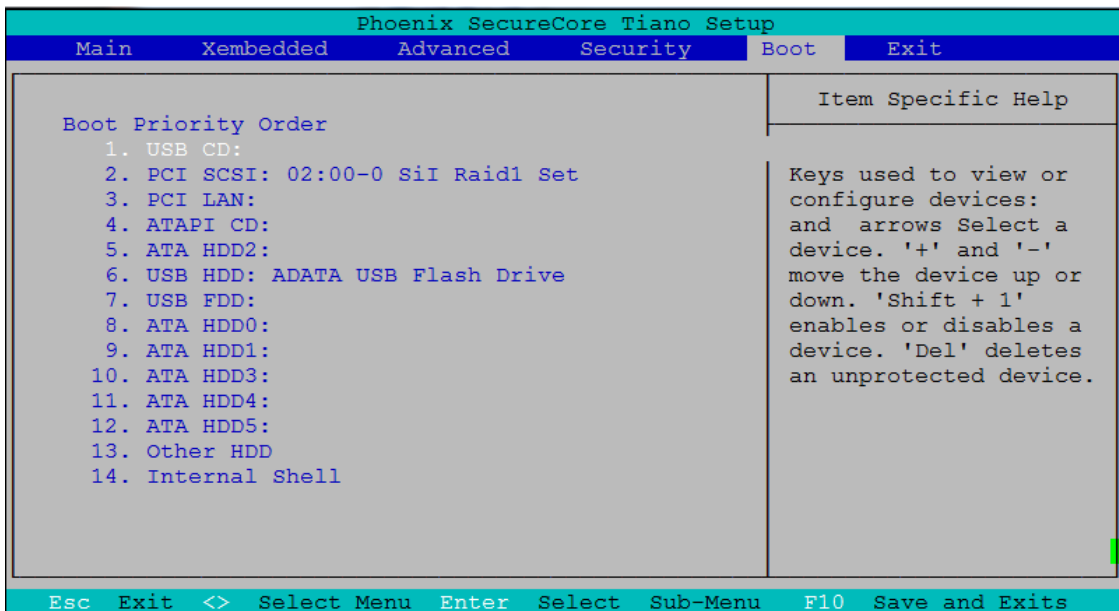 Phoenix SecureCore Tiano Setup
Main Xembedded Advanced Security Boot Exit
Item Specific Help
Boot Priority Order
1. USB CD:
2. PCI SCSI: 02:00-0 SiI Raid1 Set
3. PCI LAN:
4. ATAPI CD:
5. ATA HDD2:
6. USB HDD: ADATA USB Flash Drive
7. USB FDD:
8. ATA HDD0:
9. ATA HDD1:
10. ATA HDD3:
11. ATA HDD4:
12. ATA HDD5:
13. Other HDD
14. Internal Shell
Keys used to view or
configure devices:
and arrows Select a
device. '+' and '-'
move the device up or
down. 'Shift + 1'
enables or disables a
device. 'Del' deletes
an unprotected device.
Esc Exit <> Select Menu Enter Select Sub-Menu F10 Save and Exits